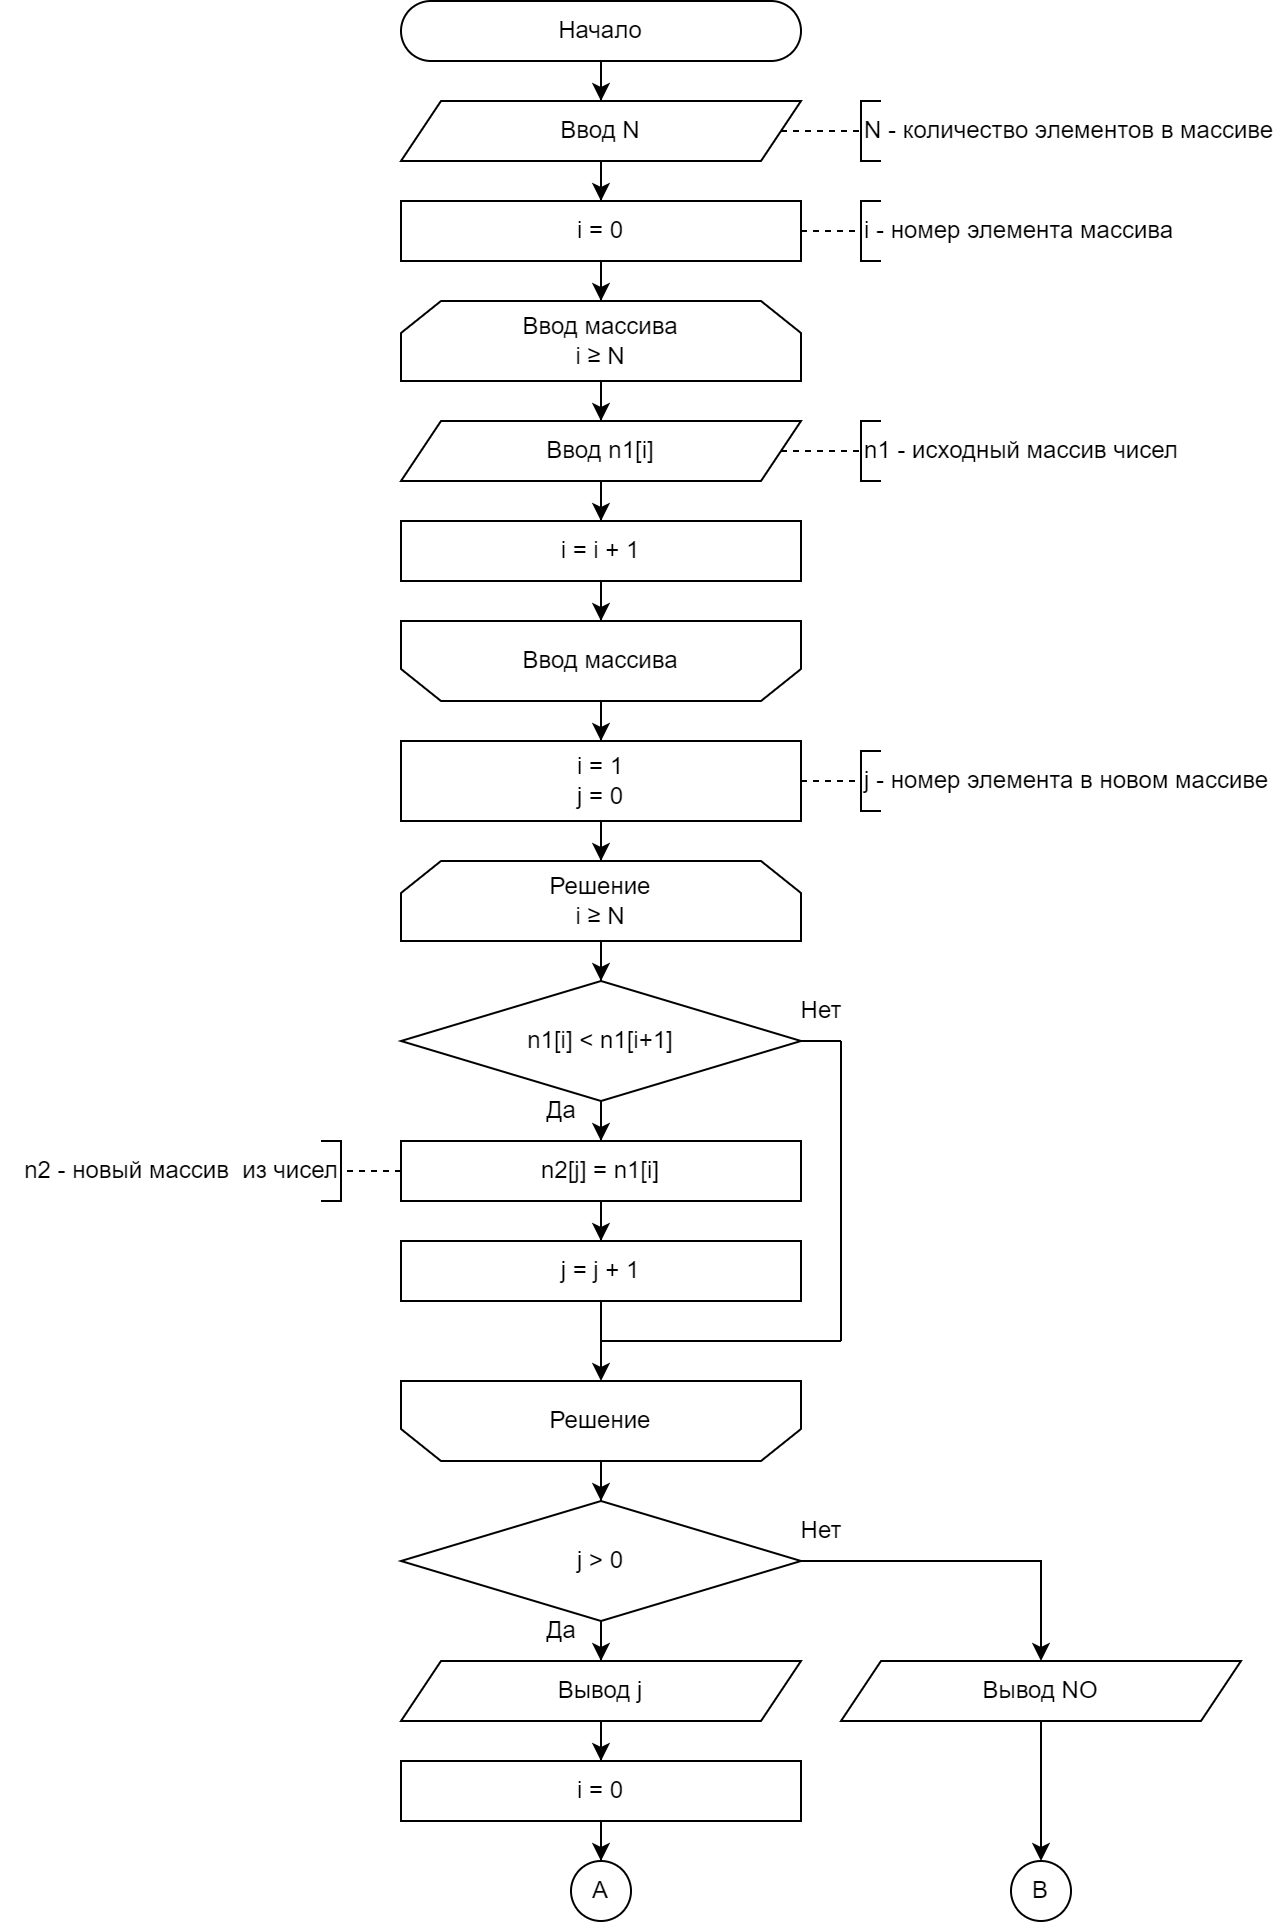 Начало
Ввод N
N - количество элементов в массиве
i = 0
i - номер элемента массива
Ввод массива
i ≥ N
Ввод n1[i]
n1 - исходный массив чисел
i = i + 1
Ввод массива
i = 1
j = 0
j - номер элемента в новом массиве
Решение
i ≥ N
Нет
n1[i] < n1[i+1]
Да
n2 - новый массив  из чисел
n2[j] = n1[i]
j = j + 1
Решение
Нет
j > 0
Да
Вывод j
Вывод NO
i = 0
A
B